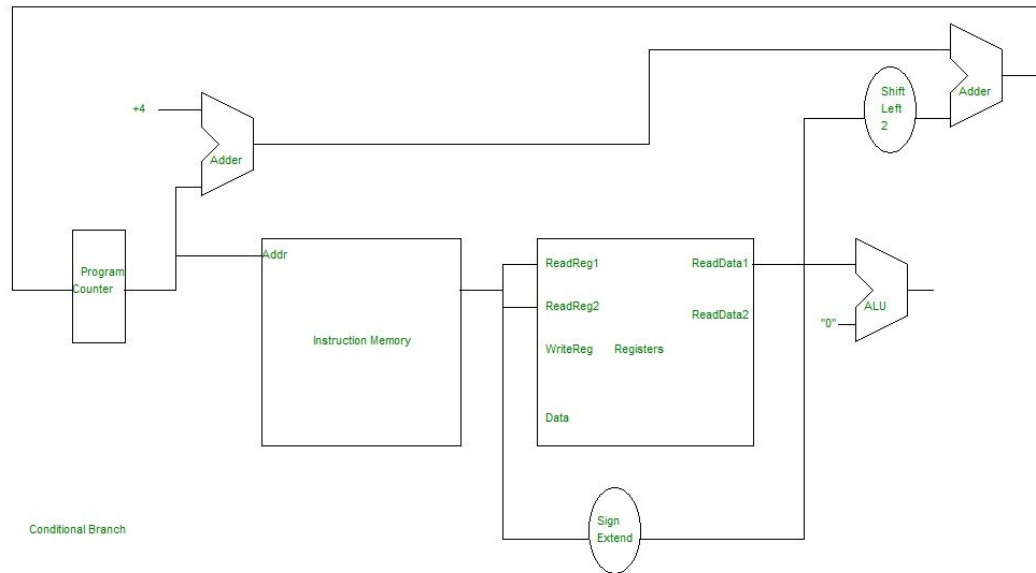 Shift
Left
2
Adder
+4
Adder
Program
Counter
Addr
Instruction Memory
ReadReg1
ReadData1
ReadReg2
ReadData2
WriteReg
Registers
Data
ALU
"0"
Sign
Extend
Conditional Branch